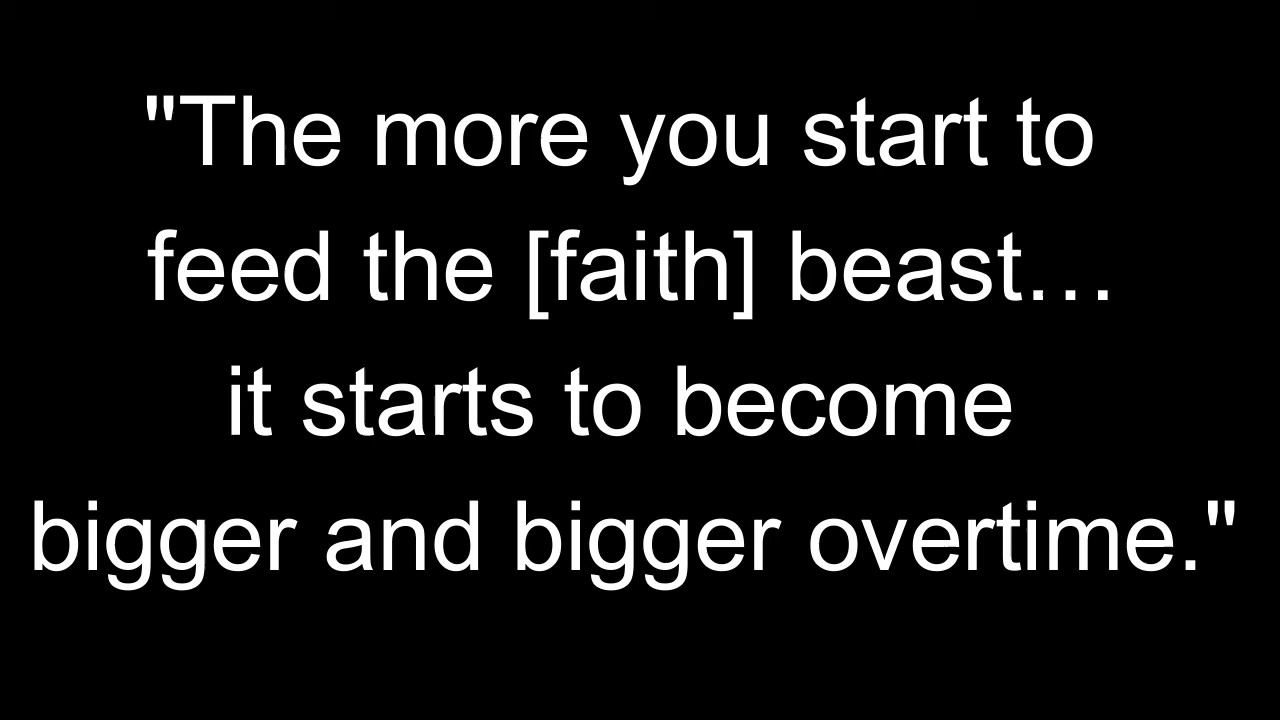 "The more you start to
feed the [faith] beast…
it starts to become
bigger and bigger overtime."